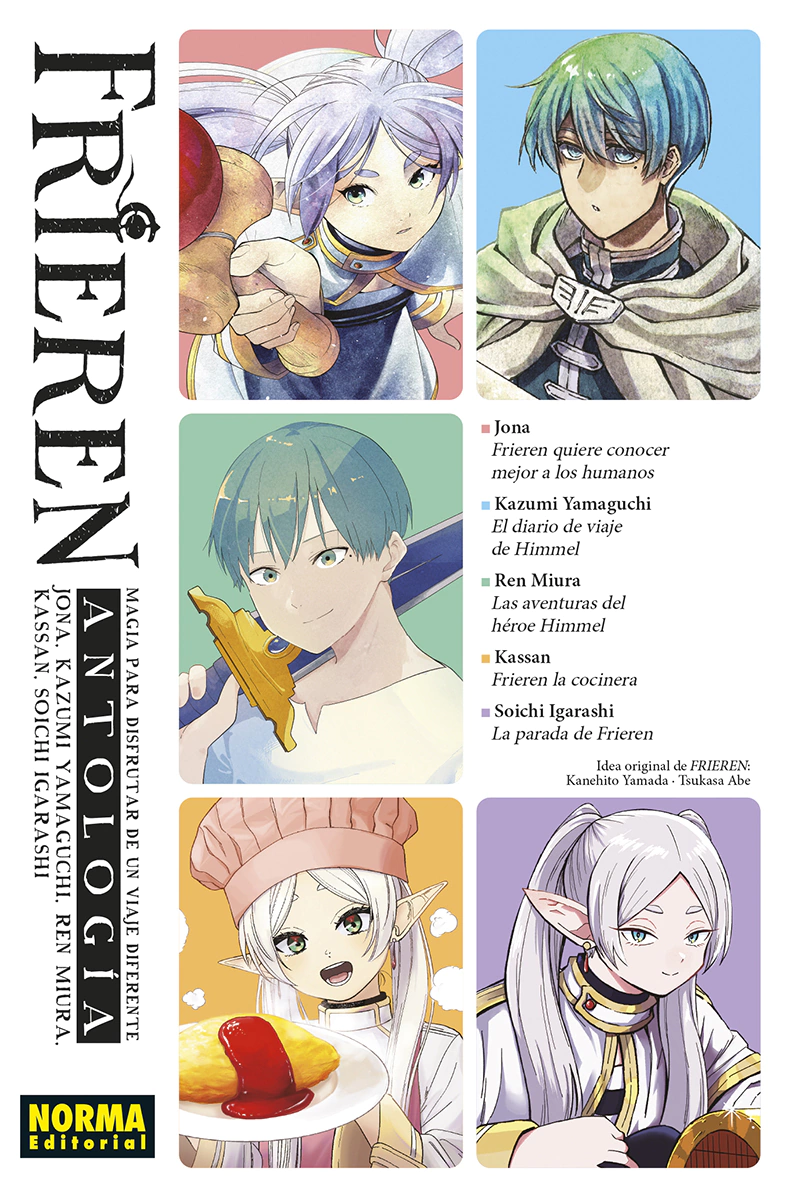 FRIEREN
ANTOLOGÍA
MAGIA PARA DISFRUTAR DE UN VIAJE DIFERENTE
JONA, KAZUMI YAMAGUCHI, REN MIURA,
KASSAN, SOICHI IGARASHI
Jona
Frieren quiere conocer
mejor a los humanos
Kazumi Yamaguchi
El diario de viaje
de Himmel
Ren Miura
Las aventuras del
héroe Himmel
Kassan
Frieren la cocinera
Soichi Igarashi
La parada de Frieren
Idea original de FRIEREN:
Kanehito Yamada · Tsukasa Abe
NORMA
Editorial